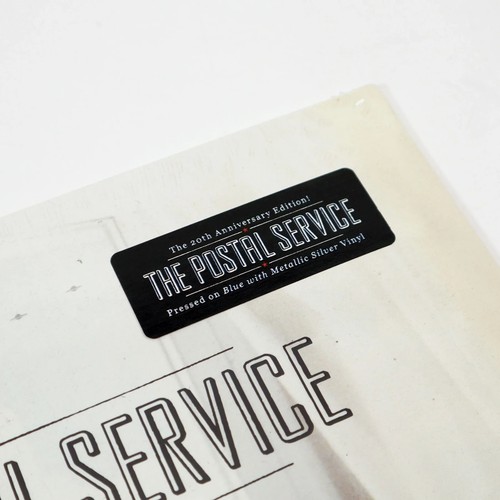 The 20th Anniversary Edition!
THE POSTAL SERVICE
Pressed on Blue with Metallic Silver Vinyl
SERVICE